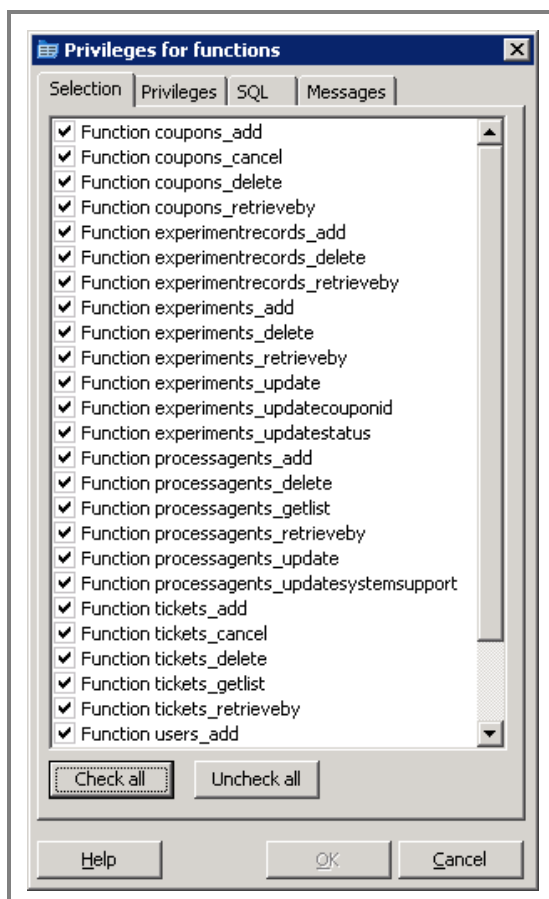 Privileges for functions
Selection Privileges SQL Messages
Function coupons_add
Function coupons_cancel
Function coupons_delete
Function coupons_retrieveby
Function experimentrecords_add
Function experimentrecords_delete
Function experimentrecords_retrieveby
Function experiments_add
Function experiments_delete
Function experiments_retrieveby
Function experiments_update
Function experiments_updatecouponid
Function experiments_updatestatus
Function processagents_add
Function processagents_delete
Function processagents_getlist
Function processagents_retrieveby
Function processagents_update
Function processagents_updatesystemsupport
Function tickets_add
Function tickets_cancel
Function tickets_delete
Function tickets_getlist
Function tickets_retrieveby
Function users_add
Check all Uncheck all
Help OK Cancel